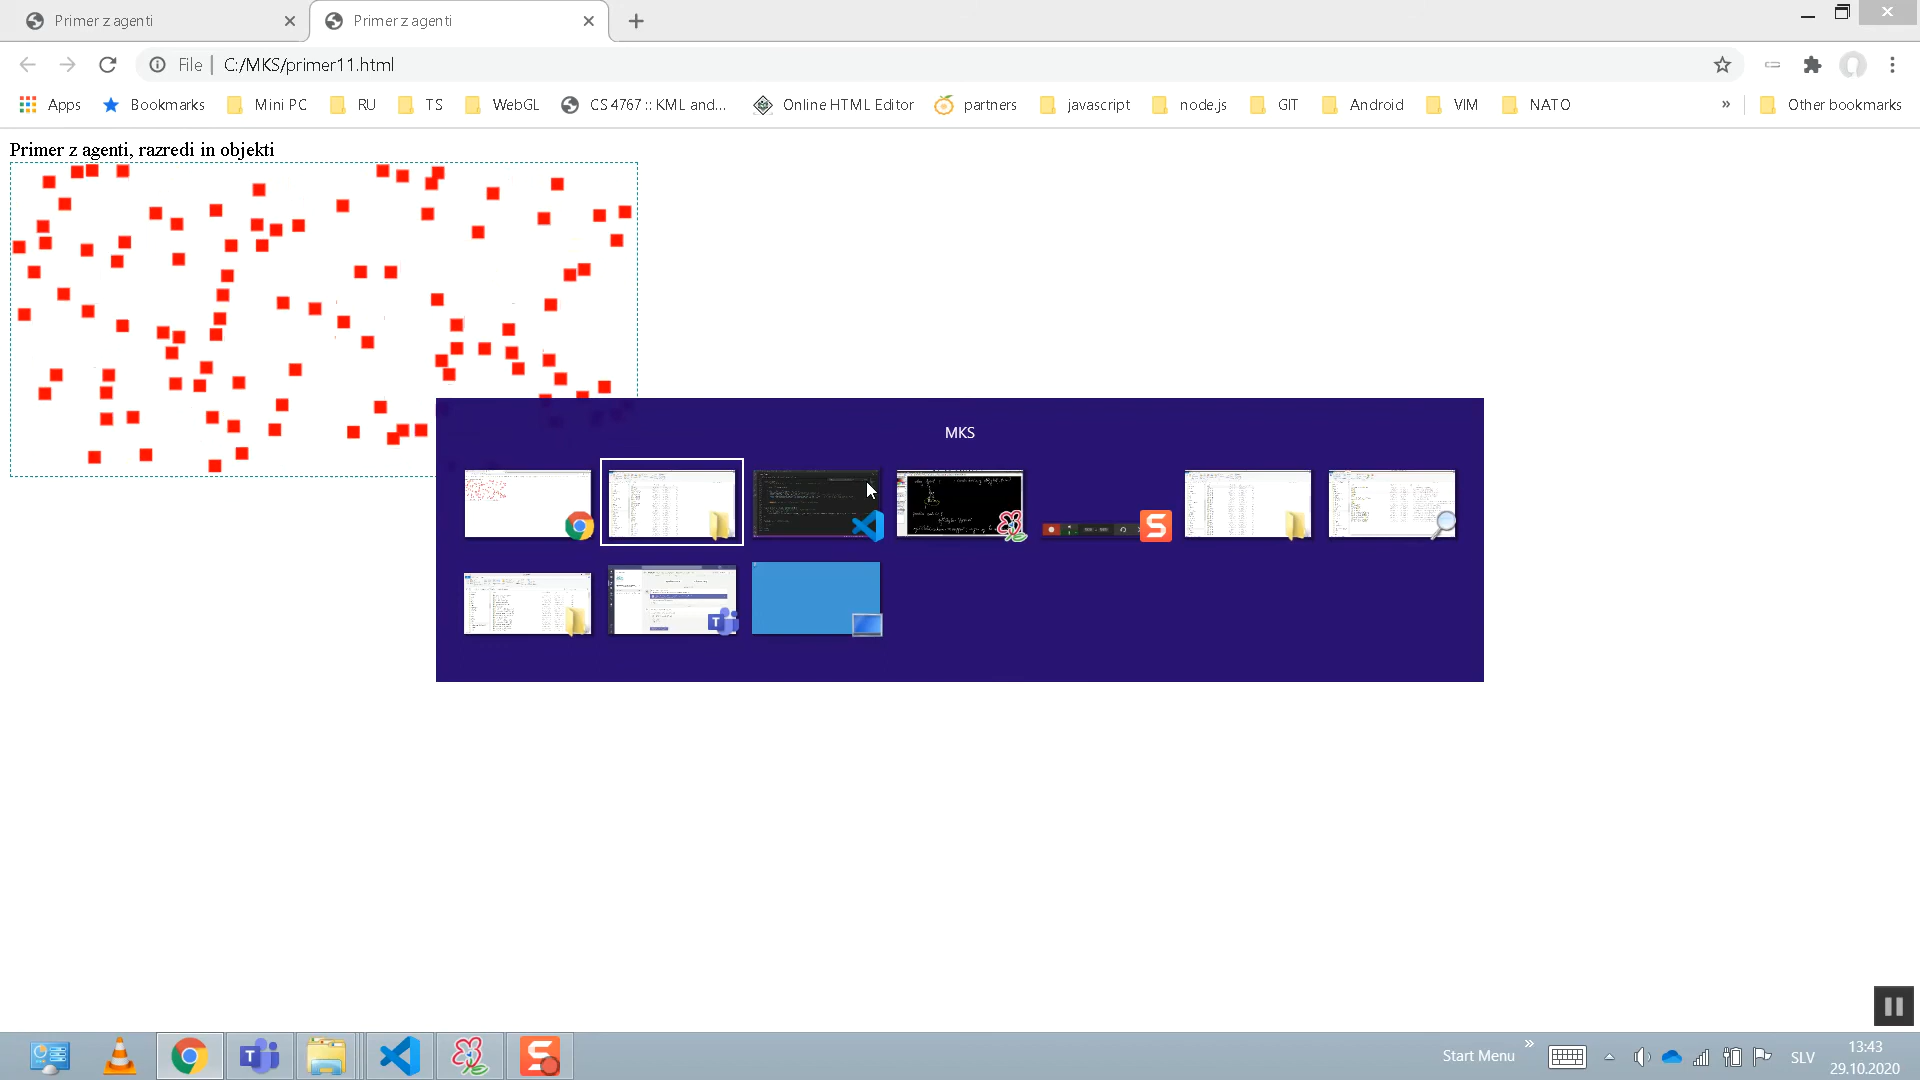 Primer z agenti
Primer z agenti
File | C:/MKS/primer11.html
Apps Bookmarks Mini PC RU TS WebGL CS 4767 :: KML and... Online HTML Editor partners javascript node.js GIT Android VIM NATO » Other bookmarks
Primer z agenti, razredi in objekti
MKS
Start Menu » SLV
13:43
29.10.2020